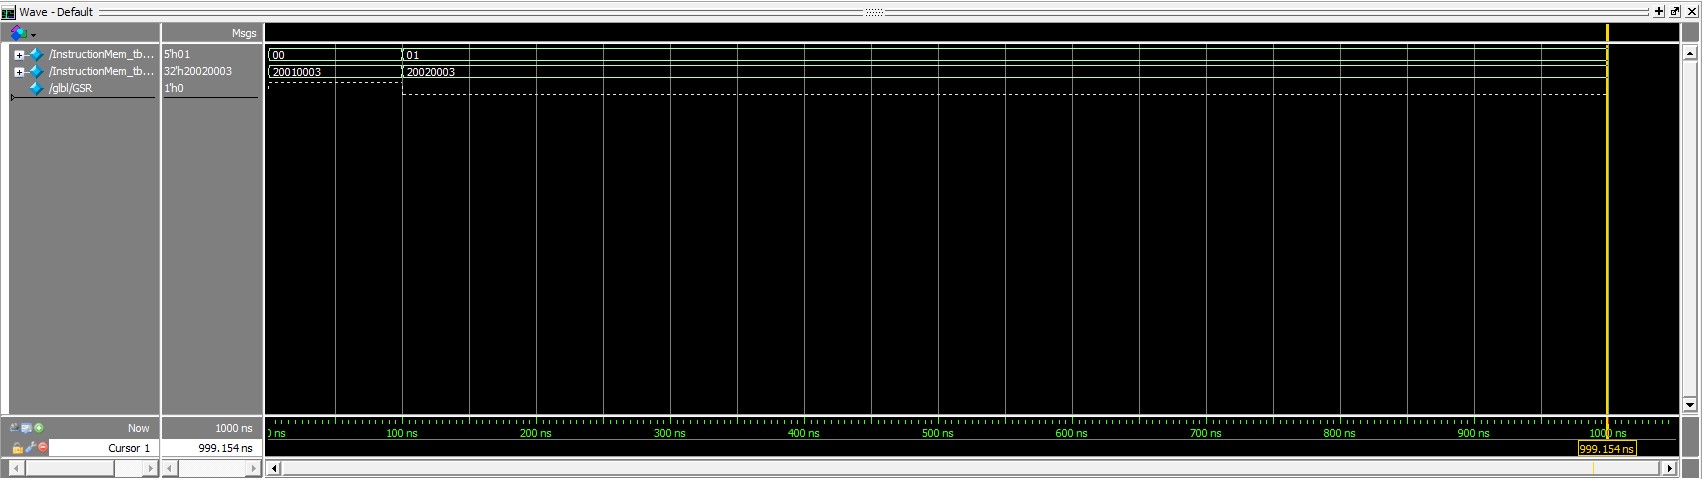 Wave - Default
Msgs
/InstructionMem_tb... 5'h01 00 01
/InstructionMem_tb... 32'h20020003 20010003 20020003
/glbl/GSR 1'h0
Now 1000 ns 0 ns 100 ns 200 ns 300 ns 400 ns 500 ns 600 ns 700 ns 800 ns 900 ns 1000 ns
Cursor 1 999.154 ns 999.154 ns